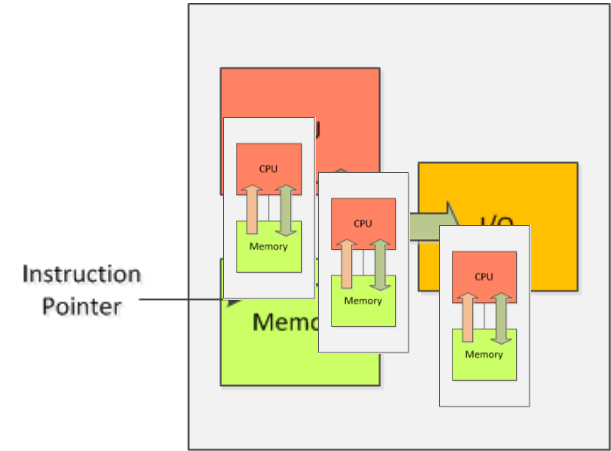 CPU
Memory
CPU
Memory
I/O
CPU
Memory
Instruction
Pointer